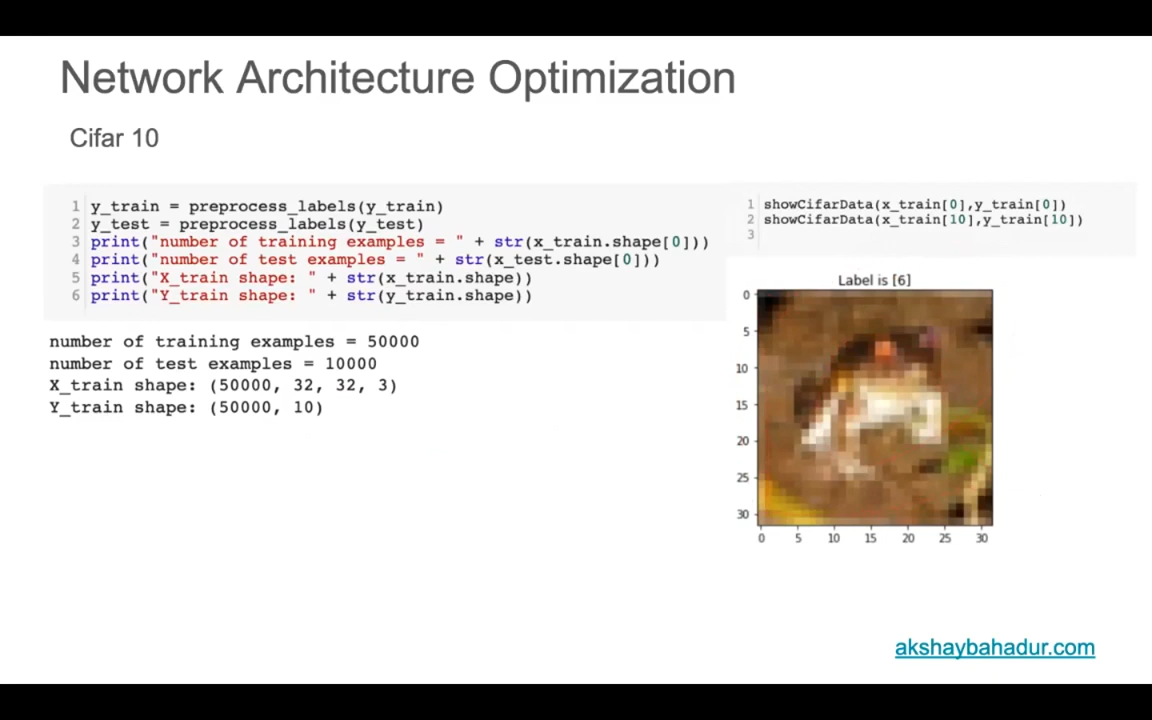 Network Architecture Optimization
Cifar 10
1 y_train = preprocess_labels(y_train)
2 y_test = preprocess_labels(y_test)
3 print("number of training examples = " + str(x_train.shape[0]))
4 print("number of test examples = " + str(x_test.shape[0]))
5 print("X_train shape: " + str(x_train.shape))
6 print("Y_train shape: " + str(y_train.shape))
number of training examples = 50000
number of test examples = 10000
X_train shape: (50000, 32, 32, 3)
Y_train shape: (50000, 10)
1 showCifarData(x_train[0],y_train[0])
2 showCifarData(x_train[10],y_train[10])
3
Label is [6]
0
5
10
15
20
25
30
0 5 10 15 20 25 30
akshaybahadur.com